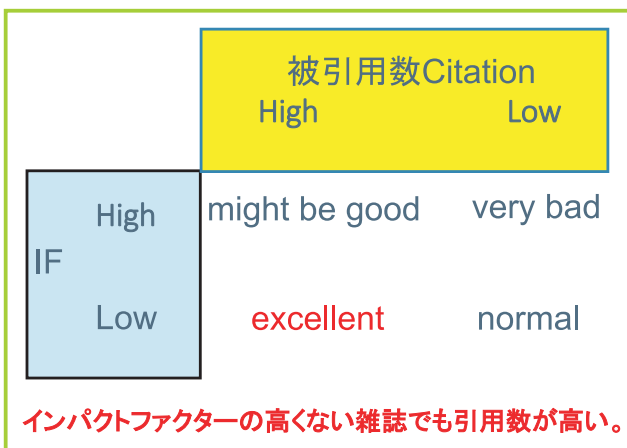 被引用数Citation
High Low
High might be good very bad
IF
Low excellent normal
インパクトファクターの高くない雑誌でも引用数が高い。